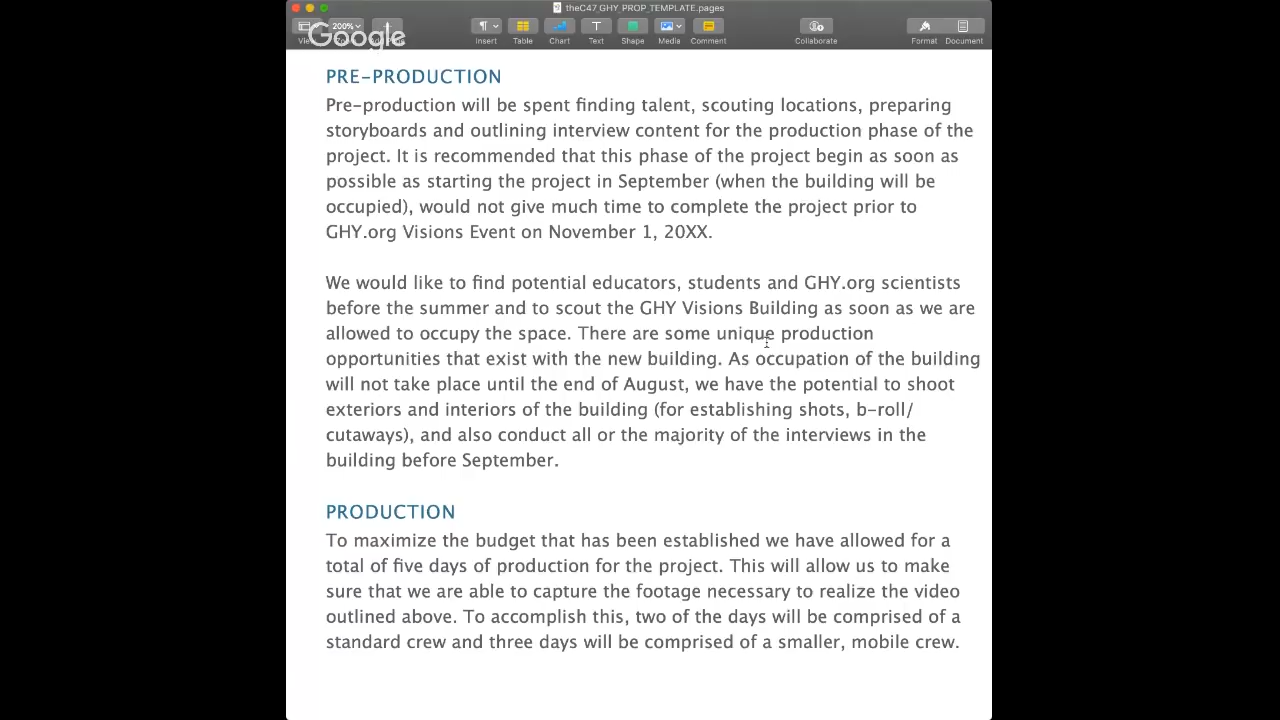 theC47_GHY_PROP_TEMPLATE.pages
200%
Google
Insert Table Chart Text Shape Media Comment Collaborate Format Document
PRE-PRODUCTION
Pre-production will be spent finding talent, scouting locations, preparing
storyboards and outlining interview content for the production phase of the
project. It is recommended that this phase of the project begin as soon as
possible as starting the project in September (when the building will be
occupied), would not give much time to complete the project prior to
GHY.org Visions Event on November 1, 20XX.
We would like to find potential educators, students and GHY.org scientists
before the summer and to scout the GHY Visions Building as soon as we are
allowed to occupy the space. There are some unique production
opportunities that exist with the new building. As occupation of the building
will not take place until the end of August, we have the potential to shoot
exteriors and interiors of the building (for establishing shots, b-roll/
cutaways), and also conduct all or the majority of the interviews in the
building before September.
PRODUCTION
To maximize the budget that has been established we have allowed for a
total of five days of production for the project. This will allow us to make
sure that we are able to capture the footage necessary to realize the video
outlined above. To accomplish this, two of the days will be comprised of a
standard crew and three days will be comprised of a smaller, mobile crew.